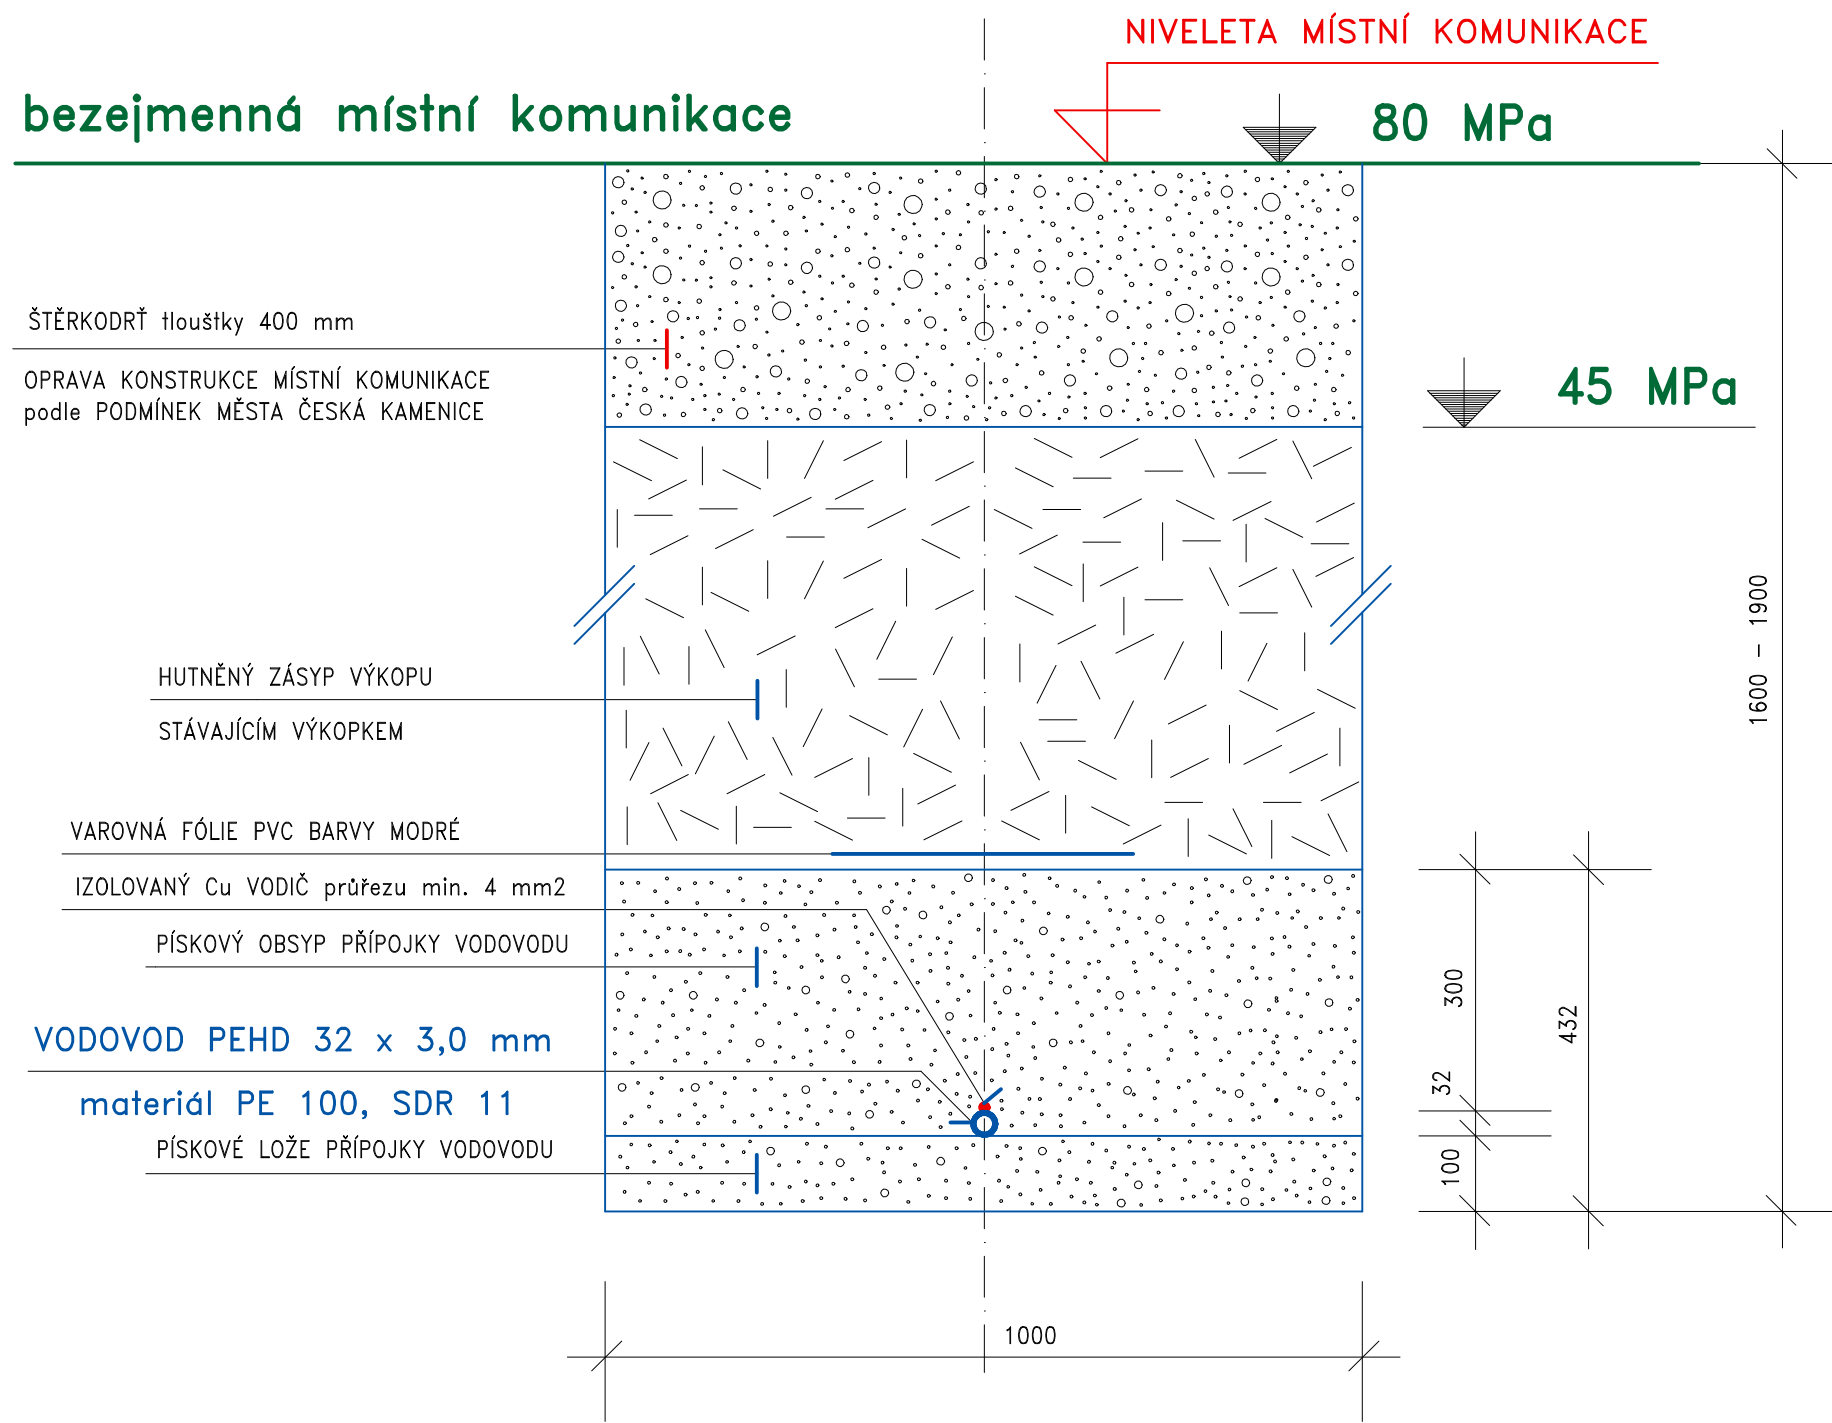 NIVELETA MÍSTNÍ KOMUNIKACE
bezejmenná místní komunikace
80 MPa
ŠTĚRKODRŤ tloušťky 400 mm
OPRAVA KONSTRUKCE MÍSTNÍ KOMUNIKACE
podle PODMÍNEK MĚSTA ČESKÁ KAMENICE
45 MPa
HUTNĚNÝ ZÁSYP VÝKOPU
STÁVAJÍCÍM VÝKOPKEM
1600 – 1900
VAROVNÁ FÓLIE PVC BARVY MODRÉ
IZOLOVANÝ Cu VODIČ průřezu min. 4 mm2
PÍSKOVÝ OBSYP PŘÍPOJKY VODOVODU
300
432
VODOVOD PEHD 32 x 3,0 mm
32
materiál PE 100, SDR 11
PÍSKOVÉ LOŽE PŘÍPOJKY VODOVODU
100
1000